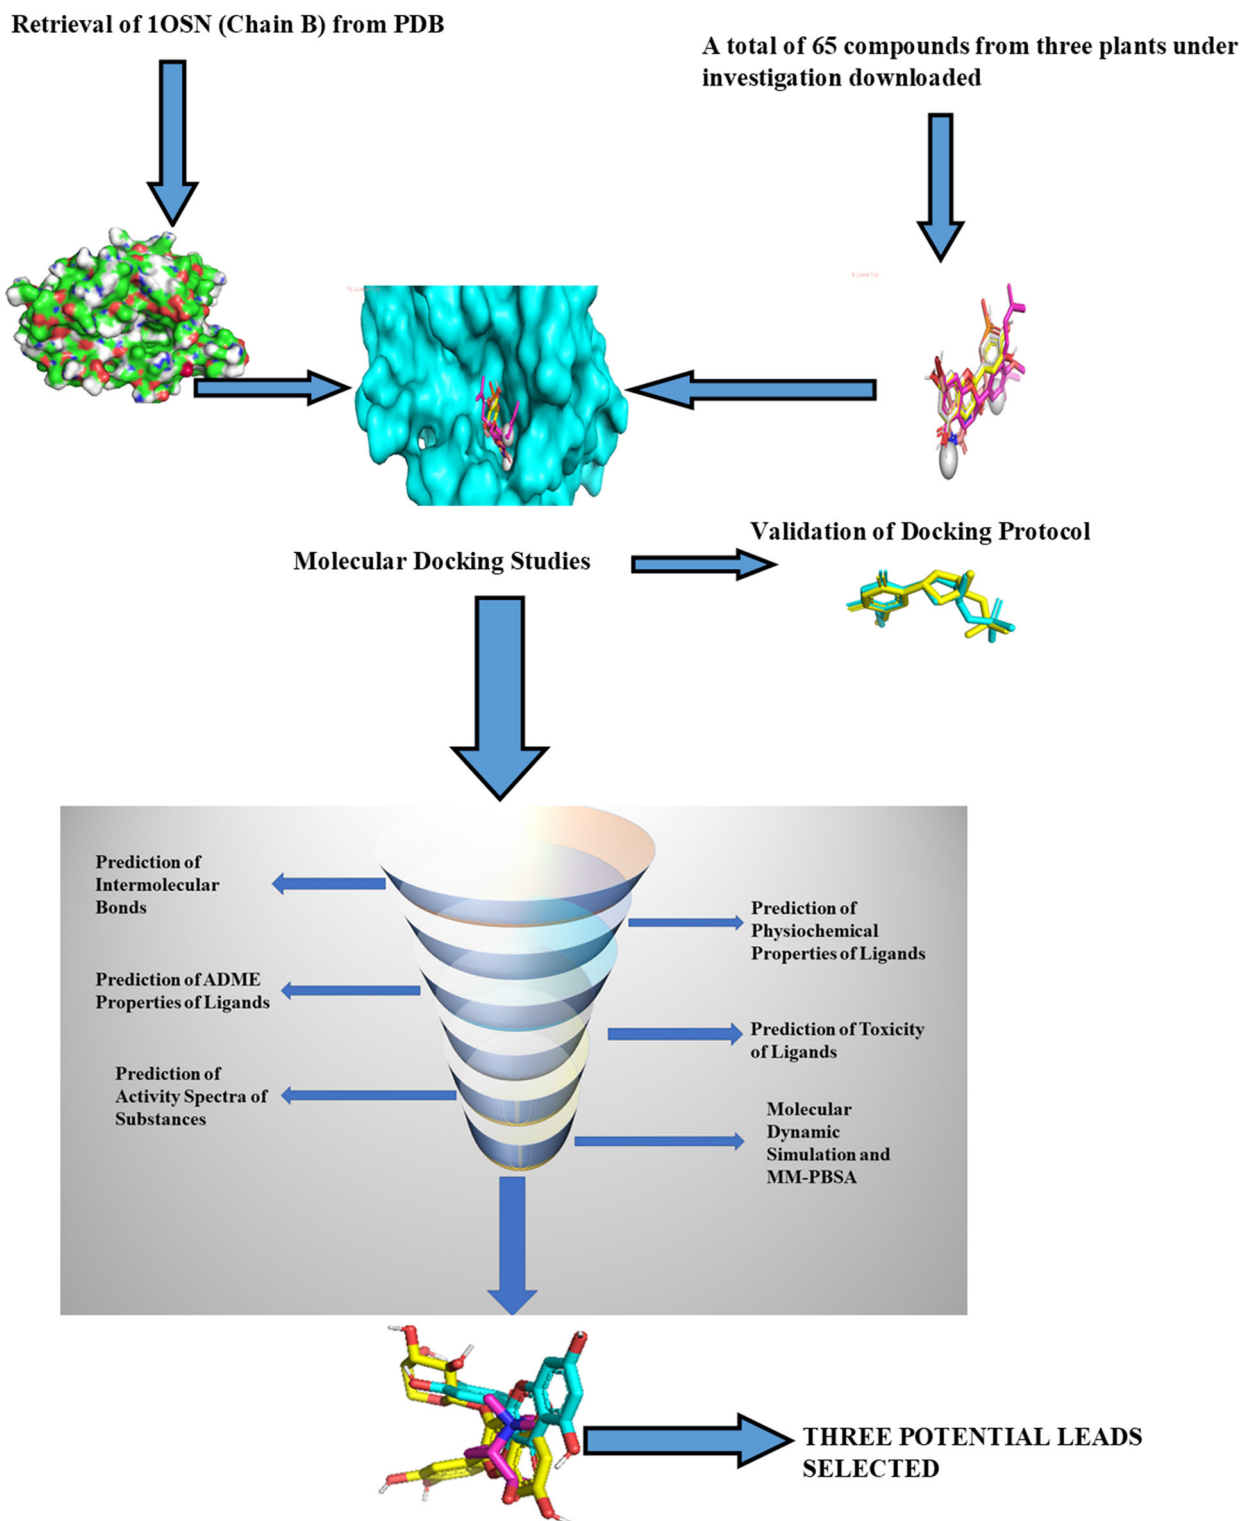 Retrieval of 1OSN (Chain B) from PDB
A total of 65 compounds from three plants under
investigation downloaded
Validation of Docking Protocol
Molecular Docking Studies
Prediction of
Intermolecular
Bonds
Prediction of
Physiochemical
Properties of Ligands
Prediction of ADME
Properties of Ligands
Prediction of Toxicity
of Ligands
Prediction of
Activity Spectra of
Substances
Molecular
Dynamic
Simulation and
MM-PBSA
THREE POTENTIAL LEADS
SELECTED